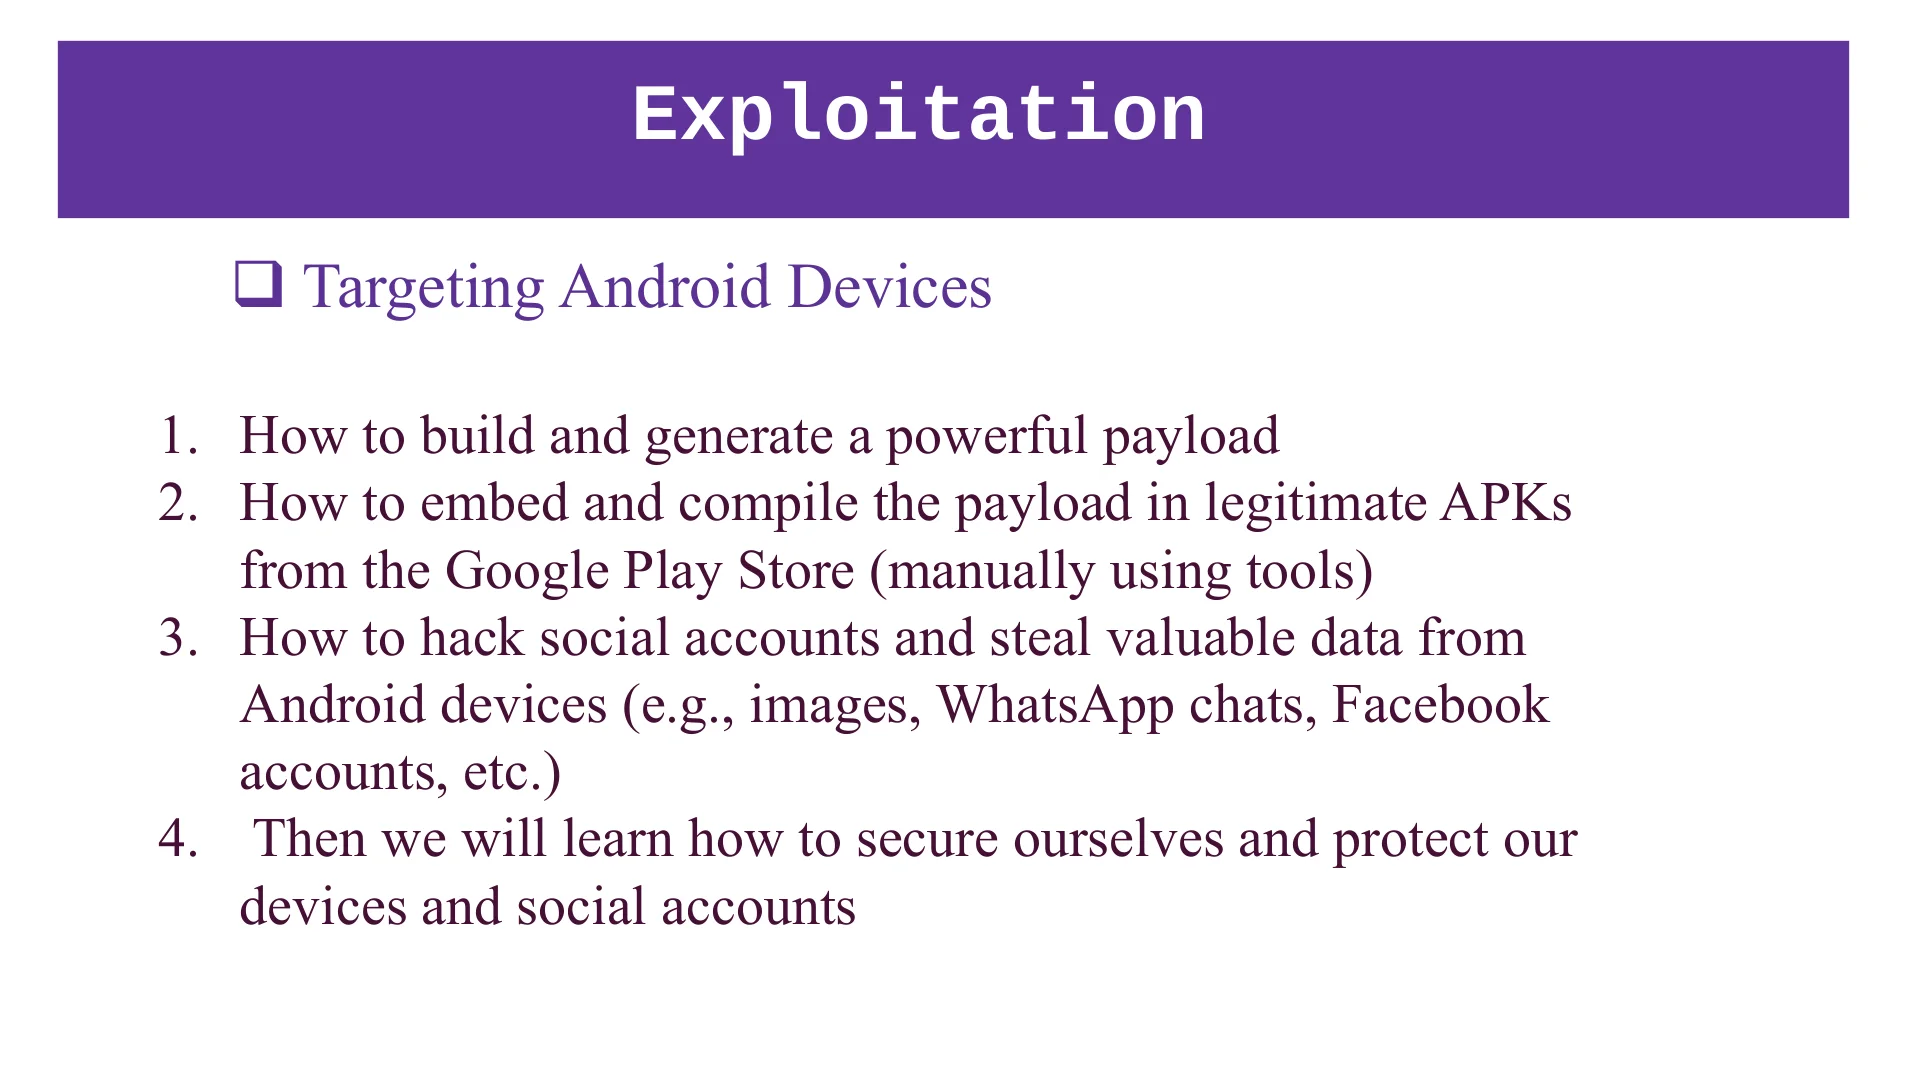 Exploitation
❑ Targeting Android Devices
1. How to build and generate a powerful payload
2. How to embed and compile the payload in legitimate APKs
from the Google Play Store (manually using tools)
3. How to hack social accounts and steal valuable data from
Android devices (e.g., images, WhatsApp chats, Facebook
accounts, etc.)
4. Then we will learn how to secure ourselves and protect our
devices and social accounts